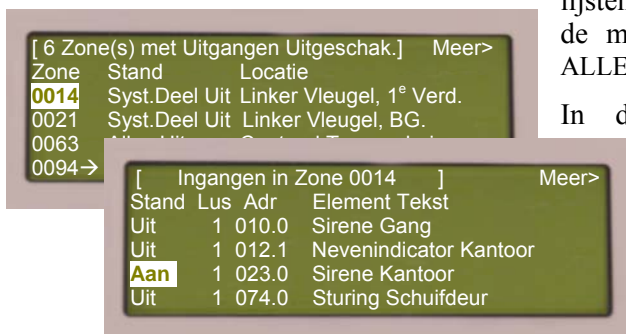 lijsten
de m
ALLE
In d
[ 6 Zone(s) met Uitgangen Uitgeschak.] Meer>
Zone Stand Locatie
0014 Syst.Deel Uit Linker Vleugel, 1e Verd.
0021 Syst.Deel Uit Linker Vleugel, BG.
0063
0094→
[ Ingangen in Zone 0014 ] Meer>
Stand Lus Adr Element Tekst
Uit 1 010.0 Sirene Gang
Uit 1 012.1 Nevenindicator Kantoor
Aan 1 023.0 Sirene Kantoor
Uit 1 074.0 Sturing Schuifdeur